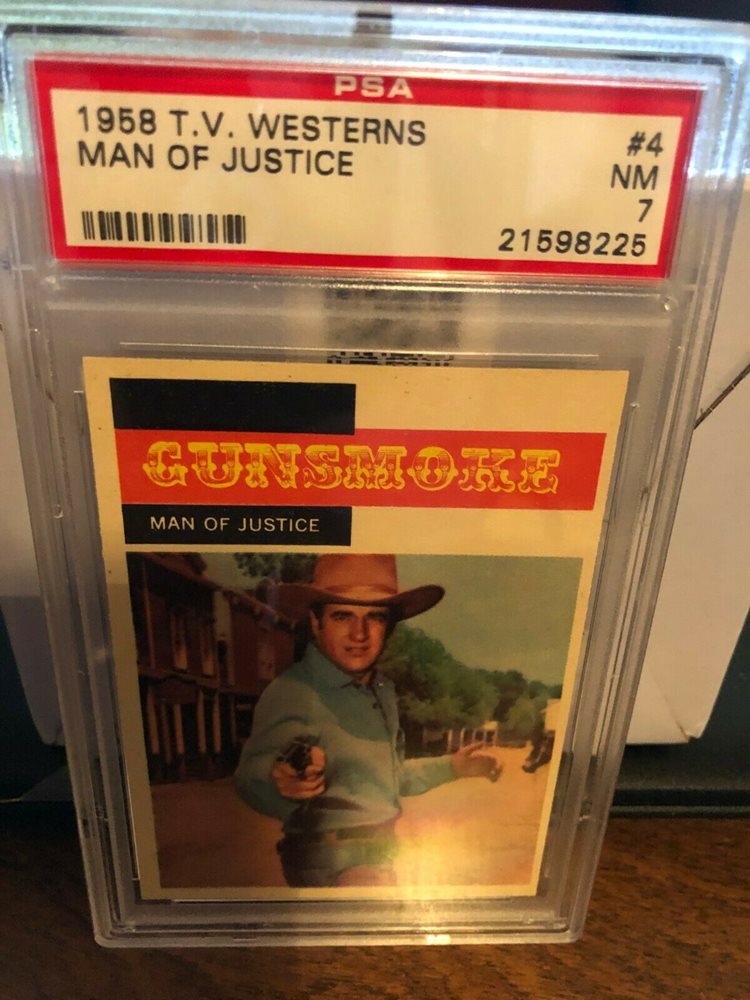 PSA
1958 T.V. WESTERNS #4
MAN OF JUSTICE NM
7
21598225
GUNSMOKE
MAN OF JUSTICE